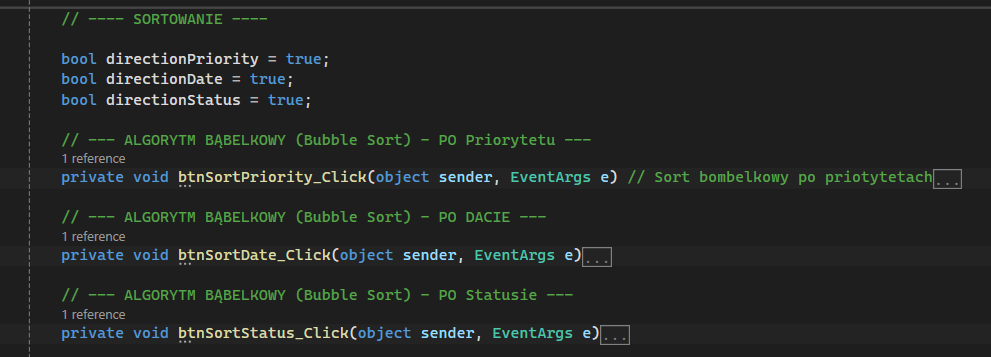 // ---- SORTOWANIE ----
bool directionPriority = true;
bool directionDate = true;
bool directionStatus = true;
// --- ALGORYTM BĄBELKOWY (Bubble Sort) - PO Priorytetu ---
1 reference
private void btnSortPriority_Click(object sender, EventArgs e) // Sort bombelkowy po priotytetach...
// --- ALGORYTM BĄBELKOWY (Bubble Sort) - PO DACIE ---
1 reference
private void btnSortDate_Click(object sender, EventArgs e)...
// --- ALGORYTM BĄBELKOWY (Bubble Sort) - PO Statusie ---
1 reference
private void btnSortStatus_Click(object sender, EventArgs e)...